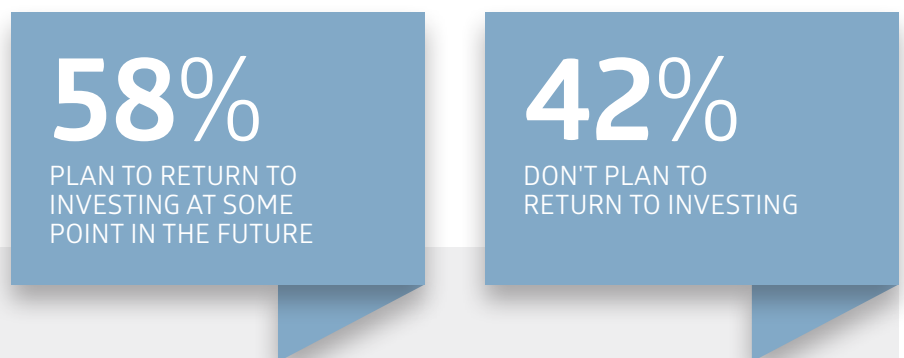 58%
PLAN TO RETURN TO
INVESTING AT SOME
POINT IN THE FUTURE
42%
DON'T PLAN TO
RETURN TO INVESTING